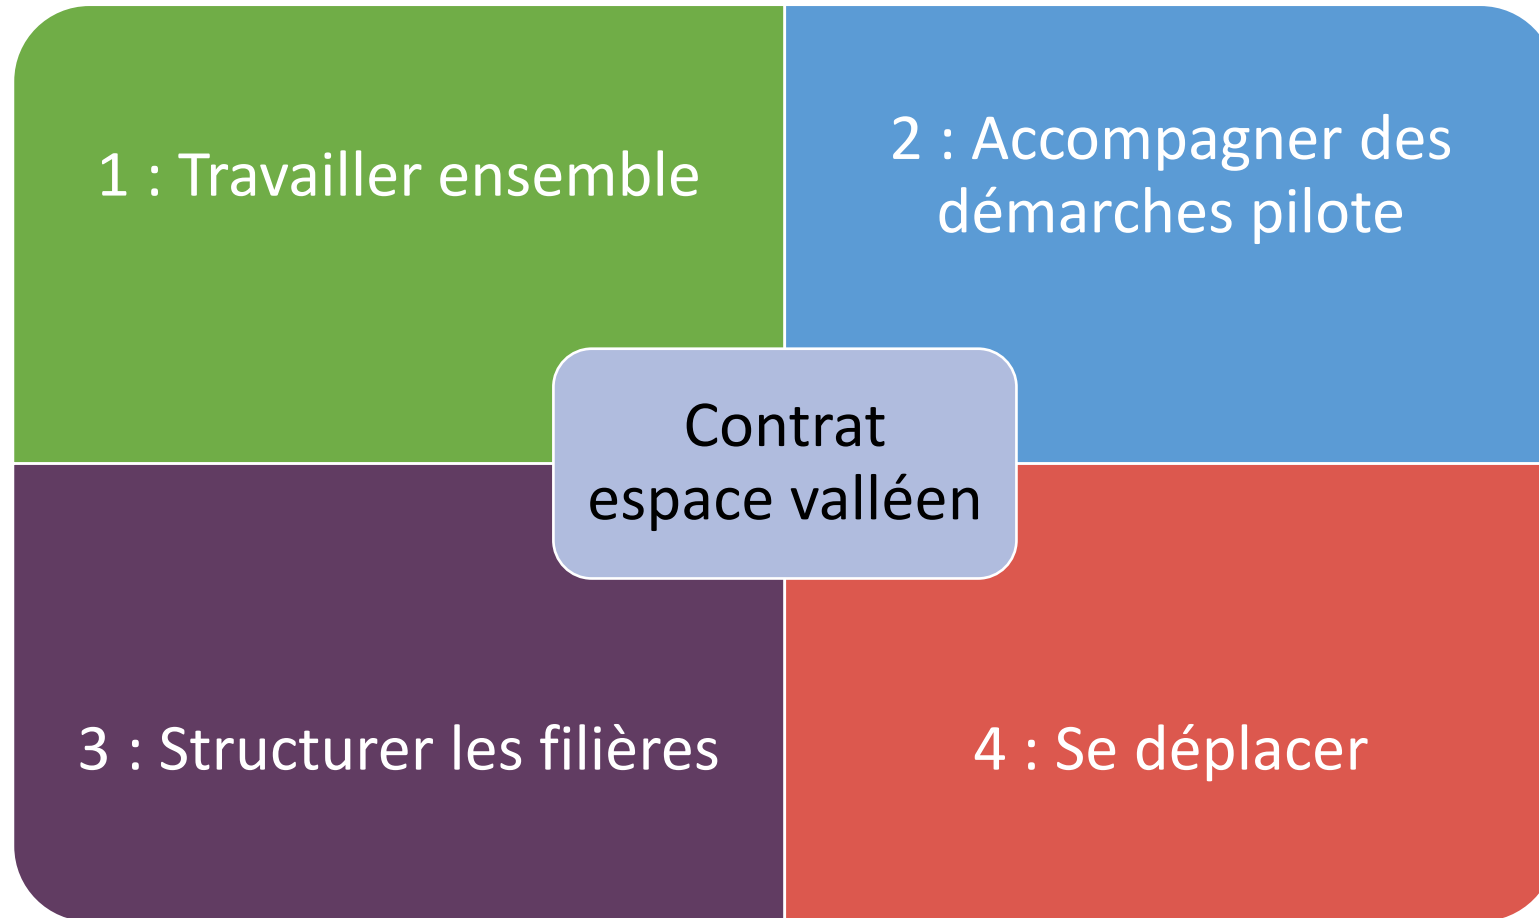 1 : Travailler ensemble
2 : Accompagner des
démarches pilote
Contrat
espace valléen
3 : Structurer les filières
4 : Se déplacer